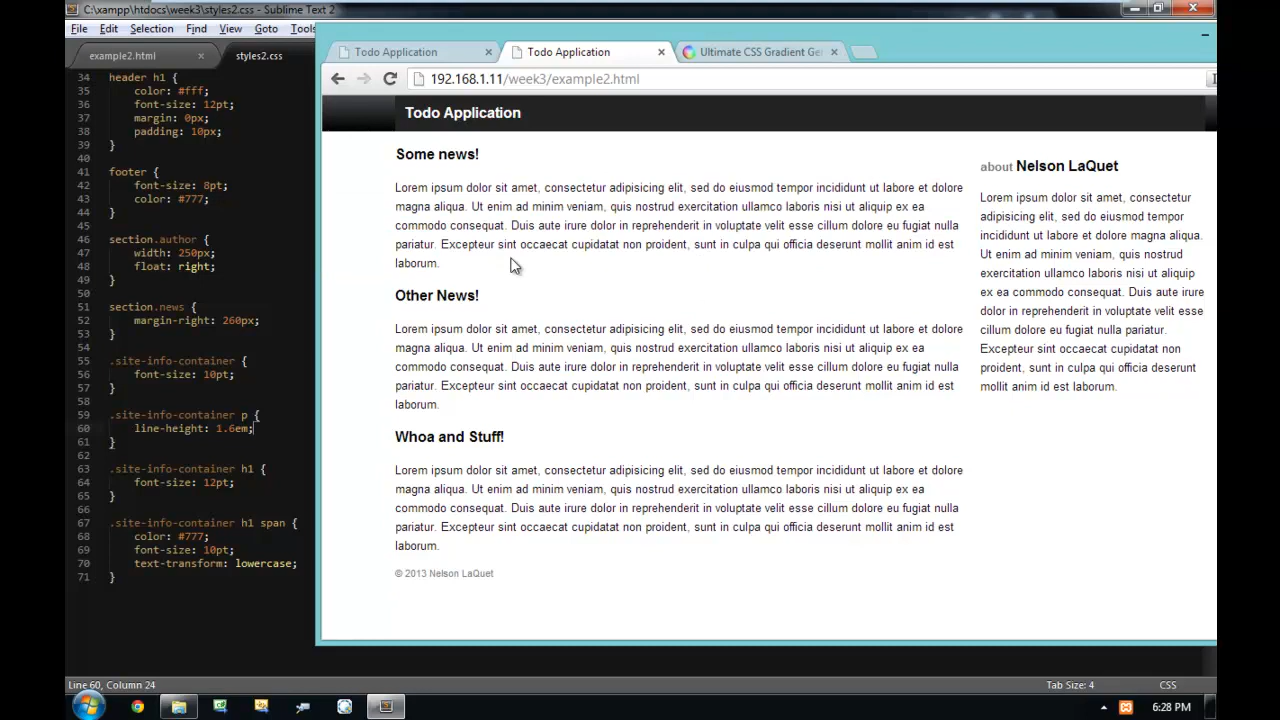 C:\xampp\htdocs\week3\styles2.css - Sublime Text 2
File Edit Selection Find Goto Tools
example2.html × styles2.css
34 header h1 {
35 color: #fff;
36 font-size: 12pt;
37 margin: 0px;
38 padding: 10px;
39 }
40
41 footer {
42 font-size: 8pt;
43 color: #777;
44 }
45
46 section.author {
47 width: 250px;
48 float: right;
49 }
50
51 section.news {
52 margin-right: 260px;
53 }
54
55 .site-info-container {
56 font-size: 10pt;
57 }
58
59 .site-info-container p {
60 line-height: 1.6em;
61 }
62
63 .site-info-container h1 {
64 font-size: 12pt;
65 }
66
67 .site-info-container h1 span {
68 color: #777;
69 font-size: 10pt;
70 text-transform: lowercase;
71 }
Todo Application × Todo Application × Ultimate CSS Gradient Ge ×
192.168.1.11/week3/example2.html
Todo Application
Some news!
Lorem ipsum dolor sit amet, consectetur adipisicing elit, sed do eiusmod tempor incididunt ut labore et dolore
magna aliqua. Ut enim ad minim veniam, quis nostrud exercitation ullamco laboris nisi ut aliquip ex ea
commodo consequat. Duis aute irure dolor in reprehenderit in voluptate velit esse cillum dolore eu fugiat nulla
pariatur. Excepteur sint occaecat cupidatat non proident, sunt in culpa qui officia deserunt mollit anim id est
laborum.
Other News!
Lorem ipsum dolor sit amet, consectetur adipisicing elit, sed do eiusmod tempor incididunt ut labore et dolore
magna aliqua. Ut enim ad minim veniam, quis nostrud exercitation ullamco laboris nisi ut aliquip ex ea
commodo consequat. Duis aute irure dolor in reprehenderit in voluptate velit esse cillum dolore eu fugiat nulla
pariatur. Excepteur sint occaecat cupidatat non proident, sunt in culpa qui officia deserunt mollit anim id est
laborum.
Whoa and Stuff!
Lorem ipsum dolor sit amet, consectetur adipisicing elit, sed do eiusmod tempor incididunt ut labore et dolore
magna aliqua. Ut enim ad minim veniam, quis nostrud exercitation ullamco laboris nisi ut aliquip ex ea
commodo consequat. Duis aute irure dolor in reprehenderit in voluptate velit esse cillum dolore eu fugiat nulla
pariatur. Excepteur sint occaecat cupidatat non proident, sunt in culpa qui officia deserunt mollit anim id est
laborum.
© 2013 Nelson LaQuet
about Nelson LaQuet
Lorem ipsum dolor sit amet, consectetur
adipisicing elit, sed do eiusmod tempor
incididunt ut labore et dolore magna aliqua.
Ut enim ad minim veniam, quis nostrud
exercitation ullamco laboris nisi ut aliquip
ex ea commodo consequat. Duis aute irure
dolor in reprehenderit in voluptate velit esse
cillum dolore eu fugiat nulla pariatur.
Excepteur sint occaecat cupidatat non
proident, sunt in culpa qui officia deserunt
mollit anim id est laborum.
Line 60, Column 24
Tab Size: 4 CSS
6:28 PM